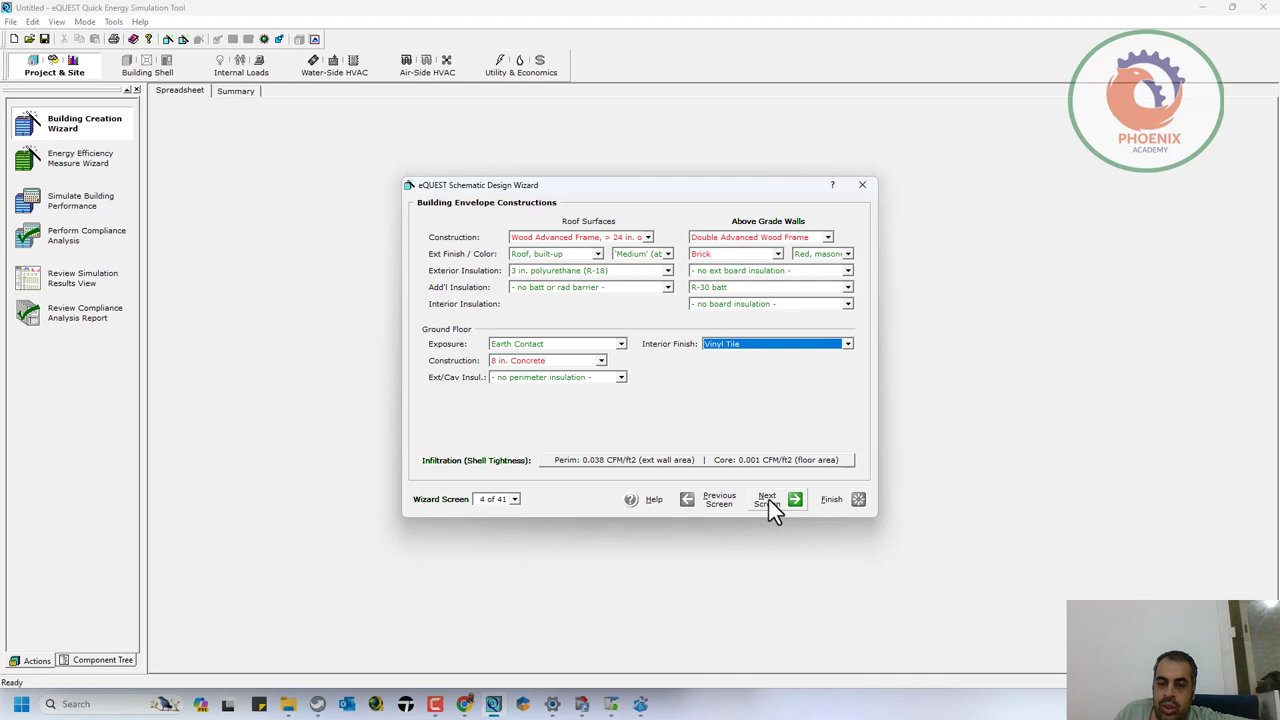 Untitled - eQUEST Quick Energy Simulation Tool
File Edit View Mode Tools Help
Project & Site
Building Shell
Internal Loads
Water-Side HVAC
Air-Side HVAC
Utility & Economics
Spreadsheet Summary
Building Creation
Wizard
Energy Efficiency
Measure Wizard
Simulate Building
Performance
Perform Compliance
Analysis
Review Simulation
Results View
Review Compliance
Analysis Report
Actions
Component Tree
Ready
PHOENIX
ACADEMY
eQUEST Schematic Design Wizard
Building Envelope Constructions
Roof Surfaces Above Grade Walls
Construction: Wood Advanced Frame, > 24 in. o Double Advanced Wood Frame
Ext Finish / Color: Roof, built-up 'Medium' (ab Brick Red, mason
Exterior Insulation: 3 in. polyurethane (R-18) - no ext board insulation -
Add'l Insulation: - no batt or rad barrier - R-30 batt
Interior Insulation: - no board insulation -
Ground Floor
Exposure: Earth Contact Interior Finish: Vinyl Tile
Construction: 8 in. Concrete
Ext/Cav Insul.: - no perimeter insulation -
Infiltration (Shell Tightness): Perim: 0.038 CFM/ft2 (ext wall area) | Core: 0.001 CFM/ft2 (floor area)
Wizard Screen 4 of 41 Help Previous
Screen
Next
Screen
Finish
Search